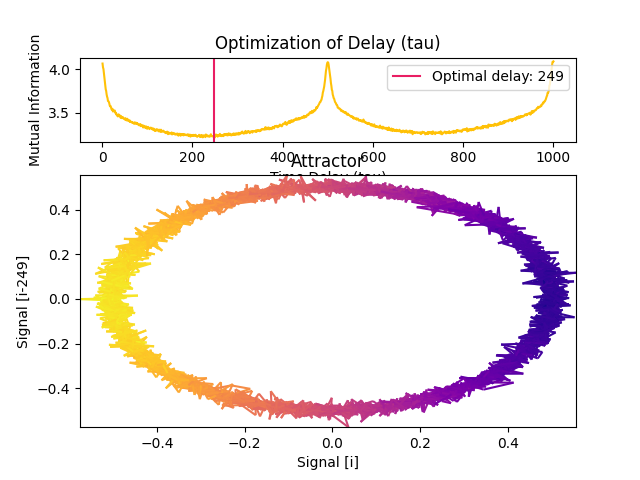 Optimization of Delay (tau)
Mutual Information
4.0
3.5
Optimal delay: 249
0 200 400 600 800 1000
Time Delay (tau)
Attractor
Signal [i-249]
0.4
0.2
0.0
−0.2
−0.4
−0.4 −0.2 0.0 0.2 0.4
Signal [i]